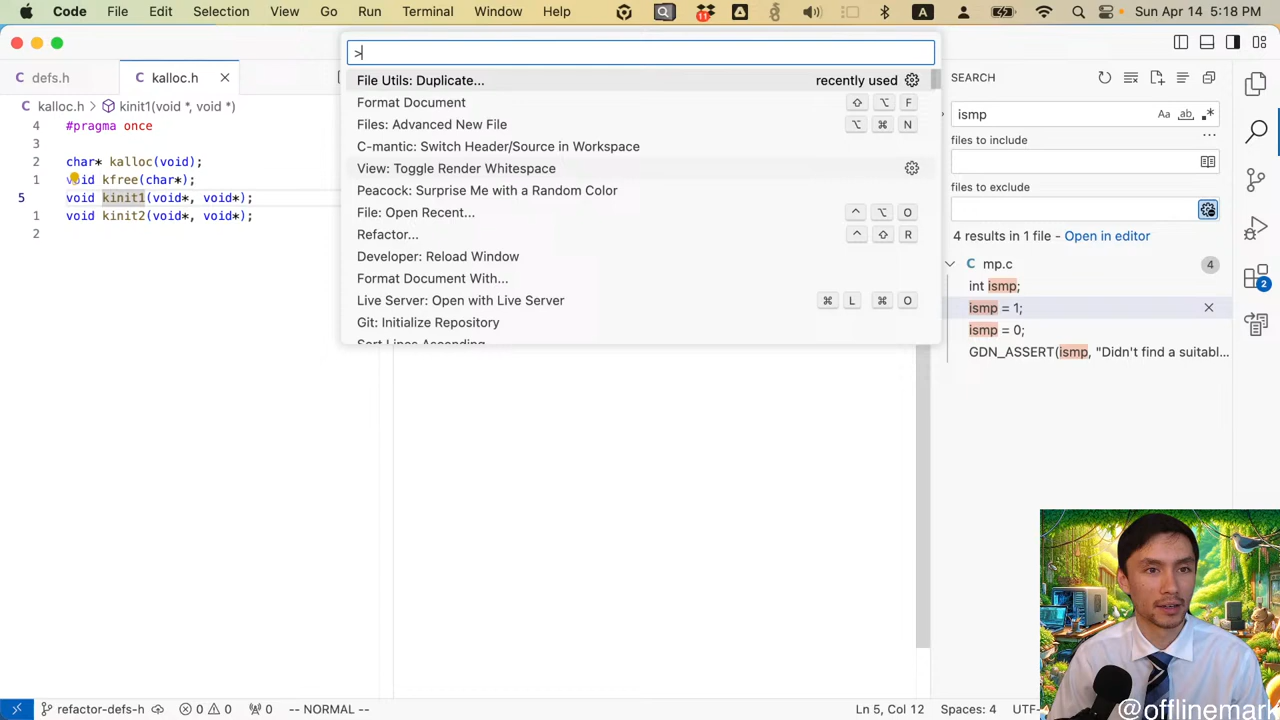 Code File Edit Selection View Go Run Terminal Window Help 11 A Sun Apr 14 5:18 PM
defs.h kalloc.h
>
kalloc.h > kinit1(void *, void *)
4 #pragma once
3
2 char* kalloc(void);
1 void kfree(char*);
5 void kinit1(void*, void*);
1 void kinit2(void*, void*);
2
File Utils: Duplicate... recently used
Format Document ⇧ ⌥ F
Files: Advanced New File ⌥ ⌘ N
C-mantic: Switch Header/Source in Workspace
View: Toggle Render Whitespace
Peacock: Surprise Me with a Random Color
File: Open Recent... ^ ⌥ O
Refactor... ^ ⇧ R
Developer: Reload Window
Format Document With...
Live Server: Open with Live Server ⌘ L ⌘ O
Git: Initialize Repository
Sort Lines Ascending
SEARCH
ismp Aa ab .*
files to include
files to exclude
4 results in 1 file - Open in editor
C mp.c 4
int ismp;
ismp = 1;
ismp = 0;
GDN_ASSERT(ismp, "Didn't find a suitabl...
2
refactor-defs-h 0 0 0 -- NORMAL -- Ln 5, Col 12 Spaces: 4 UTF-
@offlinemark